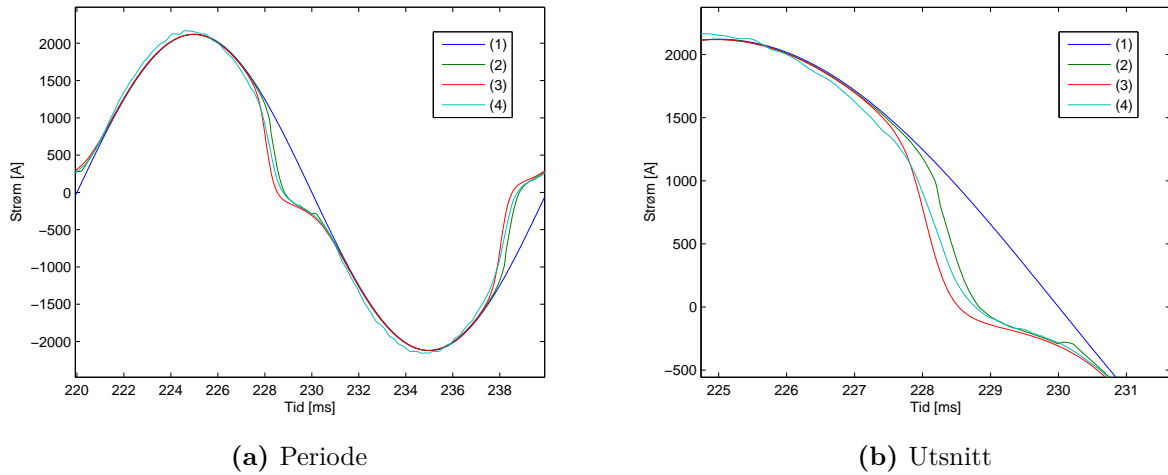 2000
1500
1000
500
0
−500
−1000
−1500
−2000
Strøm [A]
220 222 224 226 228 230 232 234 236 238
Tid [ms]
(1)
(2)
(3)
(4)
(a) Periode
2000
1500
1000
500
0
−500
Strøm [A]
225 226 227 228 229 230 231
Tid [ms]
(1)
(2)
(3)
(4)
(b) Utsnitt